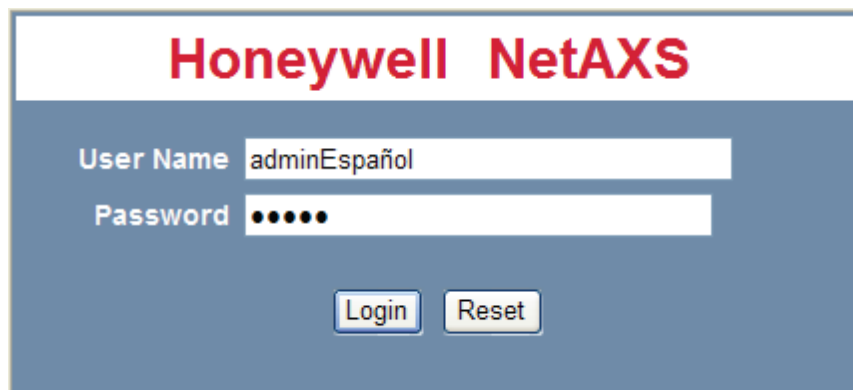 Honeywell NetAXS
User Name adminEspañol
Password •••••
Login Reset